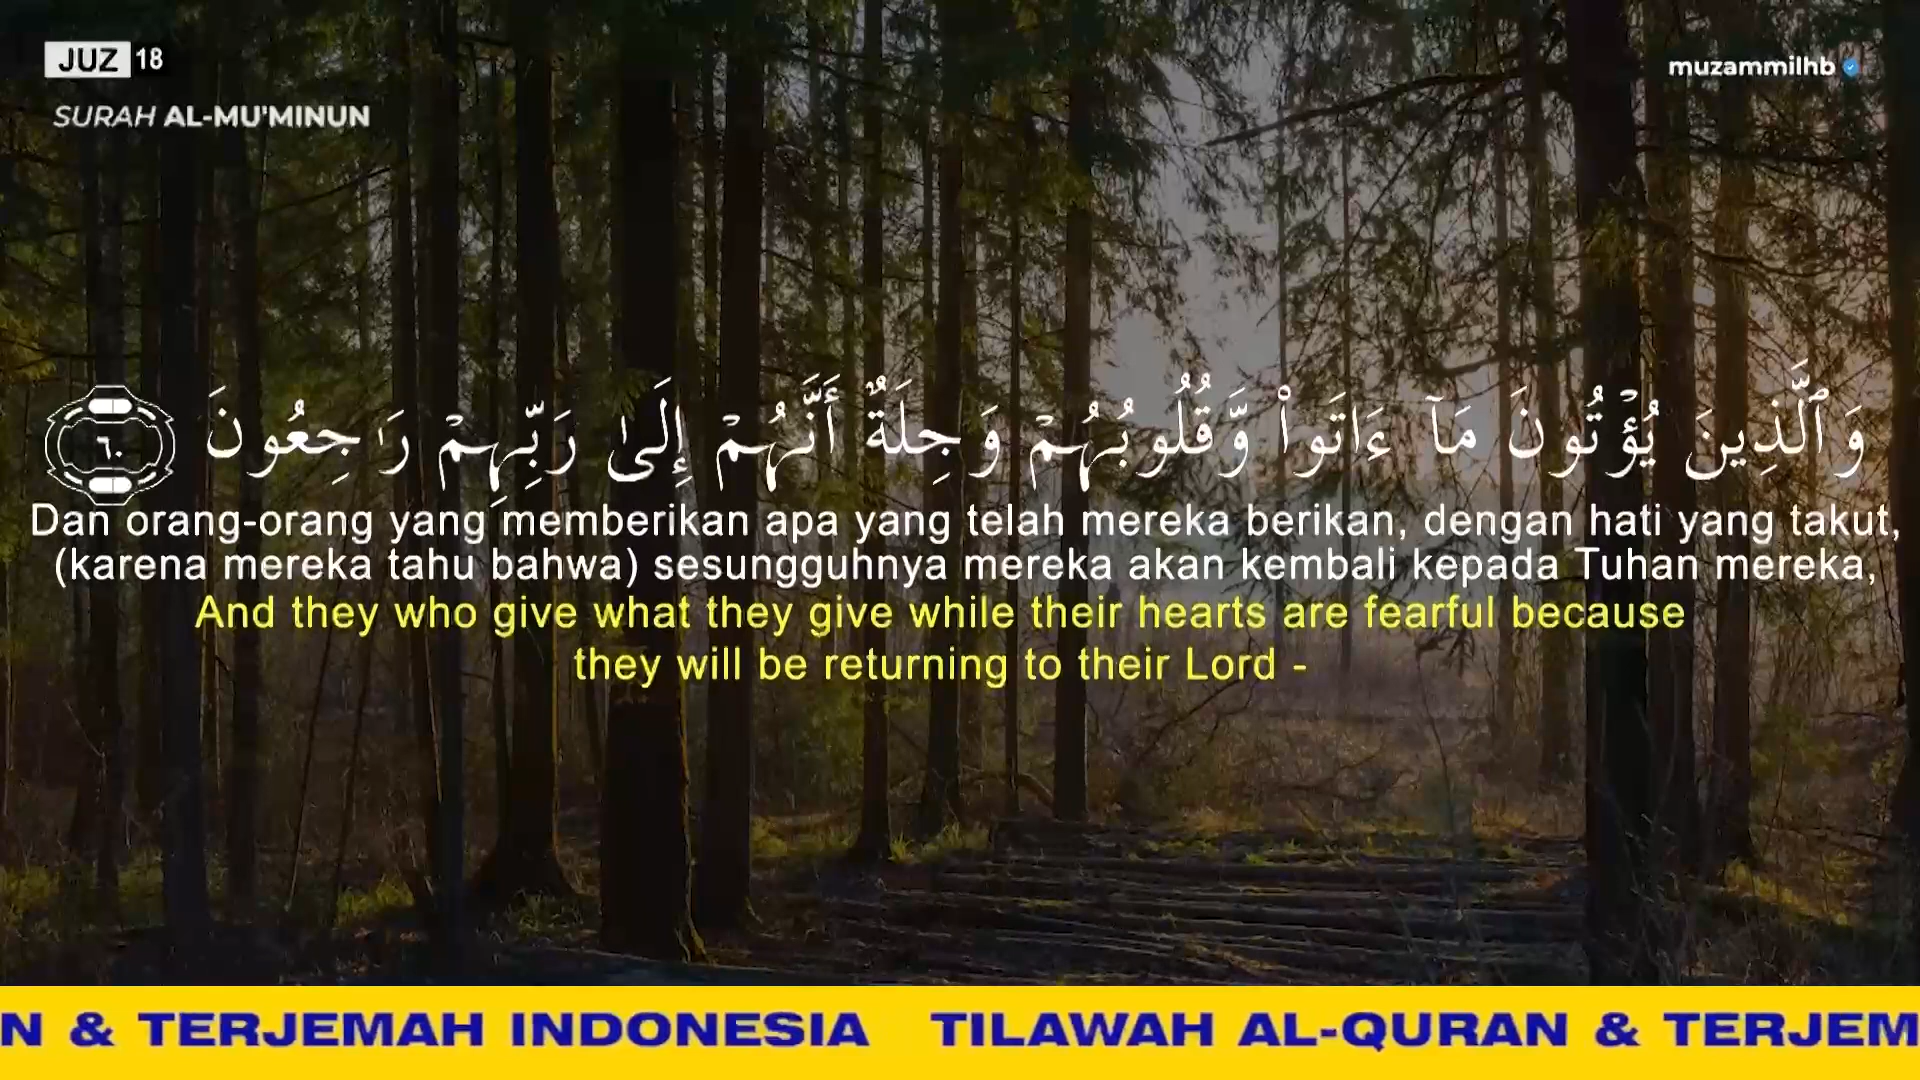 JUZ 18
muzammilhb
SURAH AL-MU'MINUN
وَٱلَّذِينَ يُؤْتُونَ مَآ ءَاتَوا۟ وَّقُلُوبُهُمْ وَجِلَةٌ أَنَّهُمْ إِلَىٰ رَبِّهِمْ رَٰجِعُونَ ٦٠
Dan orang-orang yang memberikan apa yang telah mereka berikan, dengan hati yang takut,
(karena mereka tahu bahwa) sesungguhnya mereka akan kembali kepada Tuhan mereka,
And they who give what they give while their hearts are fearful because
they will be returning to their Lord -
N & TERJEMAH INDONESIA TILAWAH AL-QURAN & TERJEM